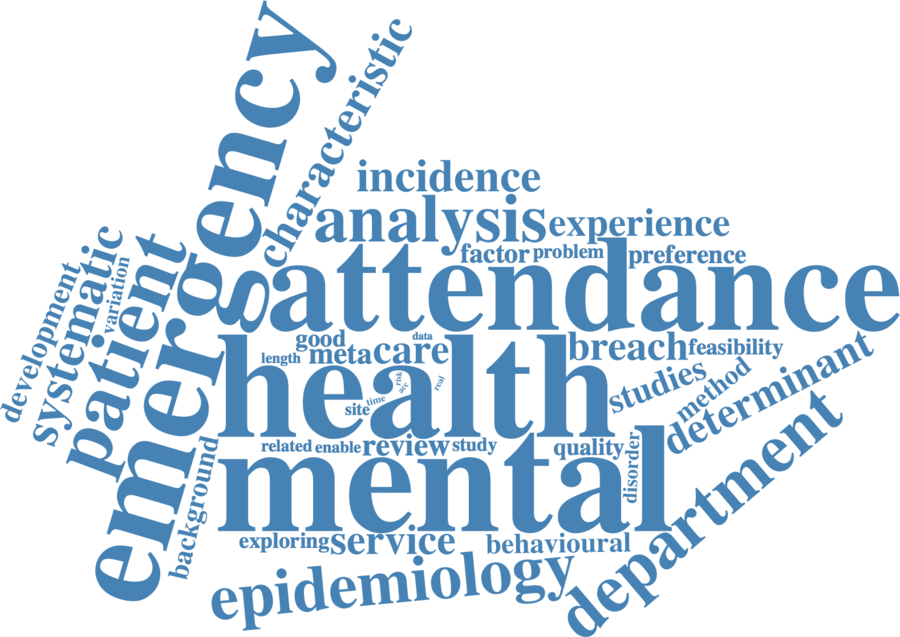 emergency
characteristic
incidence
analysis
experience
factor
problem
preference
attendance
development
systematic
variation
patient
good
data
length
meta
care
breach
feasibility
health
risk
ace
real
time
site
studies
method
determinant
related
enable
review
study
quality
disorder
mental
department
background
exploring
service
behavioural
epidemiology